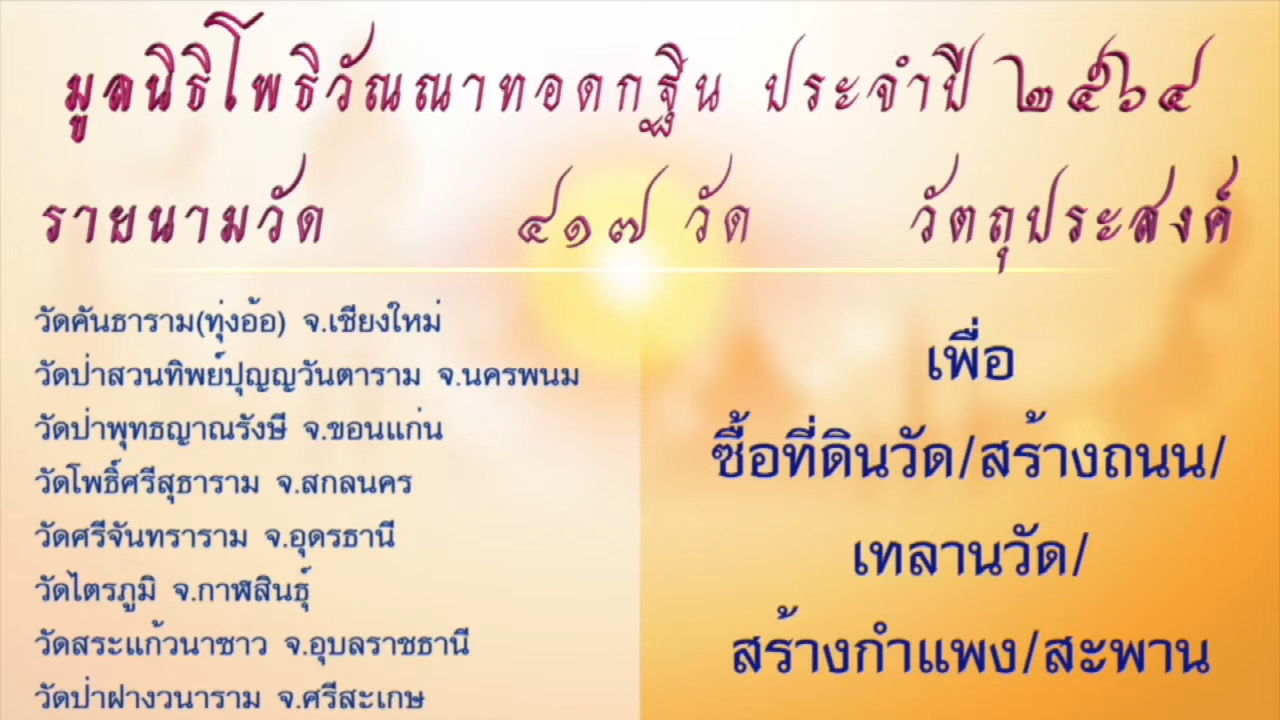 มูลนิธิโพธิวัณณาทอดกฐิน ประจำปี ๒๕๖๔
รายนามวัด ๔๑๗ วัด วัตถุประสงค์
วัดคันธาราม(ทุ่งอ้อ) จ.เชียงใหม่
วัดป่าสวนทิพย์ปุญญวันตาราม จ.นครพนม
วัดป่าพุทธญาณรังษี จ.ขอนแก่น
วัดโพธิ์ศรีสุธาราม จ.สกลนคร
วัดศรีจันทราราม จ.อุดรธานี
วัดไตรภูมิ จ.กาฬสินธุ์
วัดสระแก้วนาซาว จ.อุบลราชธานี
วัดป่าฝางวนาราม จ.ศรีสะเกษ
เพื่อ
ซื้อที่ดินวัด/สร้างถนน/
เทลานวัด/
สร้างกำแพง/สะพาน